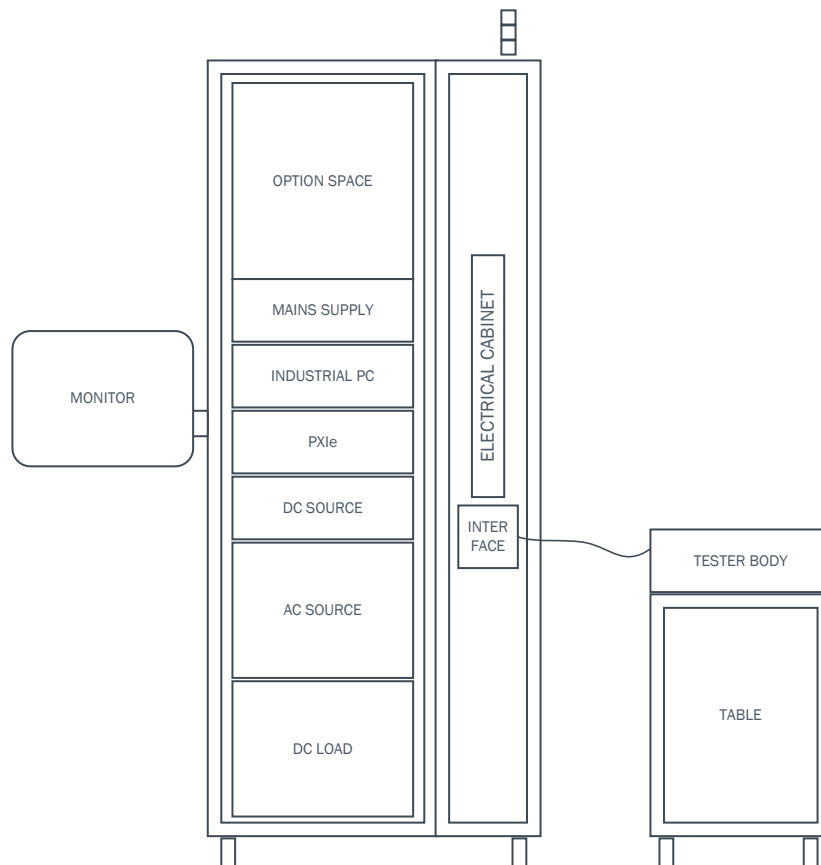 OPTION SPACE
MAINS SUPPLY
INDUSTRIAL PC
MONITOR
PXIe
DC SOURCE
AC SOURCE
DC LOAD
ELECTRICAL CABINET
INTER
FACE
TESTER BODY
TABLE